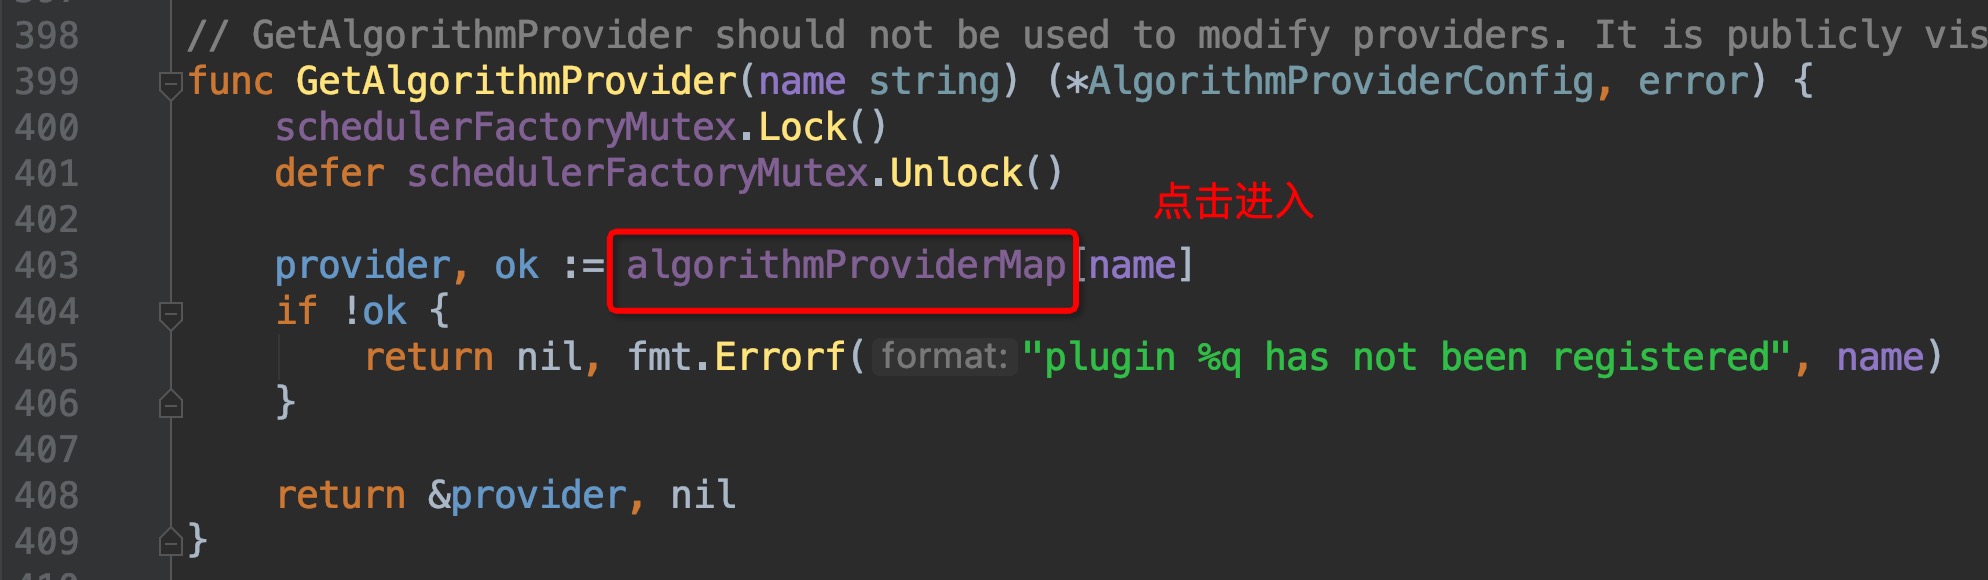 398 // GetAlgorithmProvider should not be used to modify providers. It is publicly vis
399 func GetAlgorithmProvider(name string) (*AlgorithmProviderConfig, error) {
400 schedulerFactoryMutex.Lock()
401 defer schedulerFactoryMutex.Unlock()
402
点击进入
403 provider, ok := algorithmProviderMap[name]
404 if !ok {
405 return nil, fmt.Errorf( format: "plugin %q has not been registered", name)
406 }
407
408 return &provider, nil
409 }